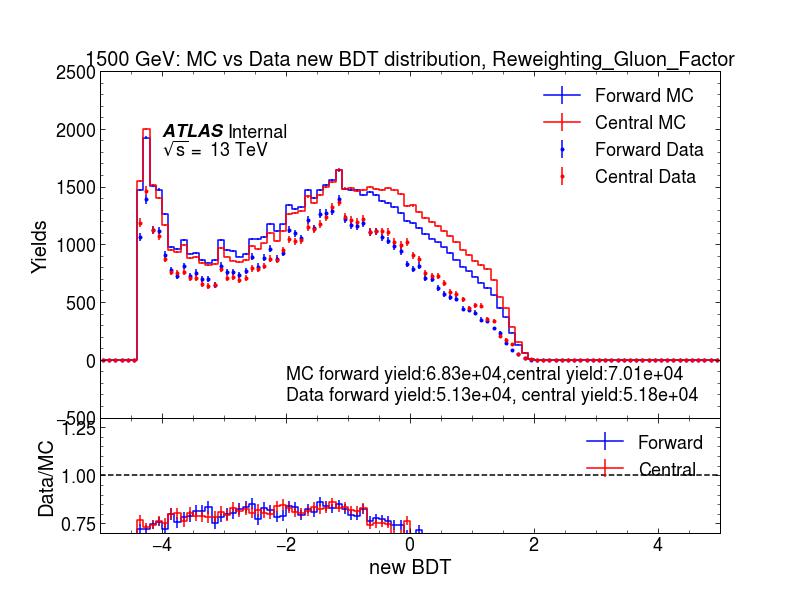 1500 GeV: MC vs Data new BDT distribution, Reweighting_Gluon_Factor
2500
2000
1500
1000
500
0
−500
Yields
ATLAS Internal
√s = 13 TeV
Forward MC
Central MC
Forward Data
Central Data
MC forward yield:6.83e+04,central yield:7.01e+04
Data forward yield:5.13e+04, central yield:5.18e+04
1.25
1.00
0.75
Data/MC
Forward
Central
−4 −2 0 2 4
new BDT